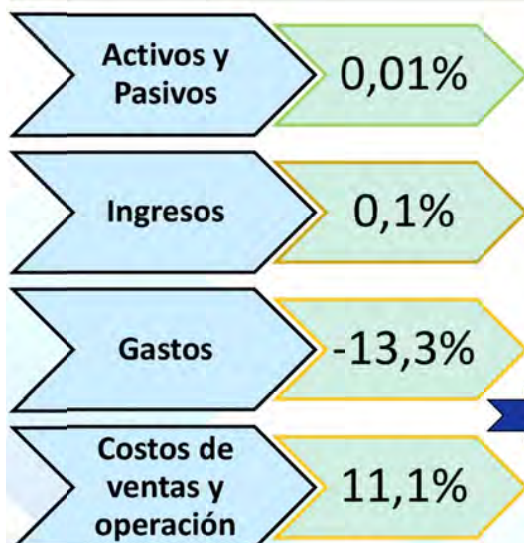 Activos y
Pasivos
0,01%
Ingresos
0,1%
Gastos
-13,3%
Costos de
ventas y
operación
11,1%